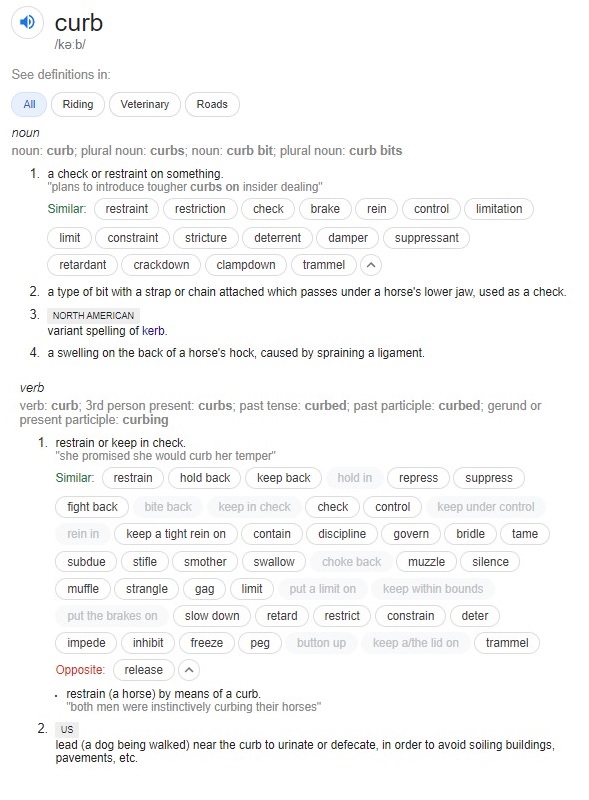 curb
/kəːb/
See definitions in:
All Riding Veterinary Roads
noun
noun: curb; plural noun: curbs; noun: curb bit; plural noun: curb bits
1. a check or restraint on something.
"plans to introduce tougher curbs on insider dealing"
Similar: restraint restriction check brake rein control limitation
limit constraint stricture deterrent damper suppressant
retardant crackdown clampdown trammel
2. a type of bit with a strap or chain attached which passes under a horse's lower jaw, used as a check.
3. NORTH AMERICAN
variant spelling of kerb.
4. a swelling on the back of a horse's hock, caused by spraining a ligament.
verb
verb: curb; 3rd person present: curbs; past tense: curbed; past participle: curbed; gerund or
present participle: curbing
1. restrain or keep in check.
"she promised she would curb her temper"
Similar: restrain hold back keep back hold in repress suppress
fight back bite back keep in check check control keep under control
rein in keep a tight rein on contain discipline govern bridle tame
subdue stifle smother swallow choke back muzzle silence
muffle strangle gag limit put a limit on keep within bounds
put the brakes on slow down retard restrict constrain deter
impede inhibit freeze peg button up keep a/the lid on trammel
Opposite: release
• restrain (a horse) by means of a curb.
"both men were instinctively curbing their horses"
2. US
lead (a dog being walked) near the curb to urinate or defecate, in order to avoid soiling buildings,
pavements, etc.